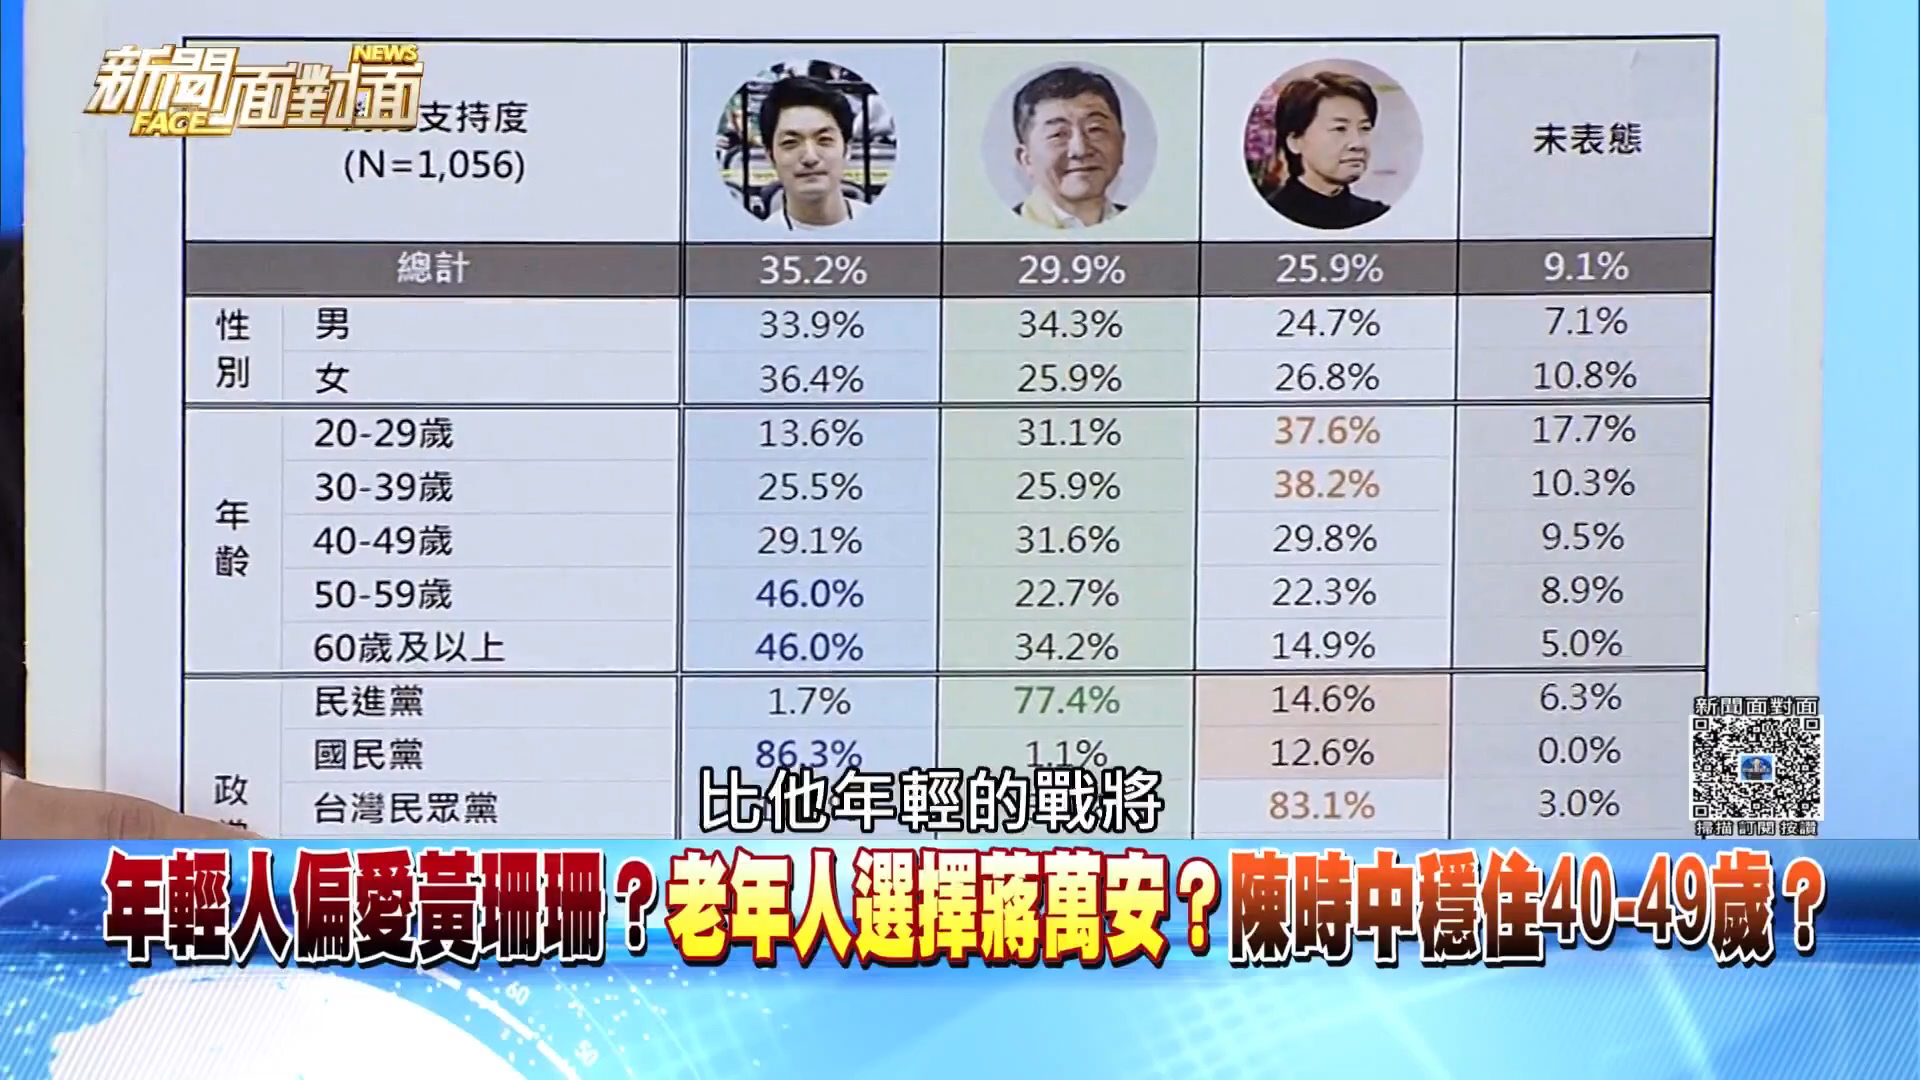 新聞面對面
NEWS
FACE
支持度
(N=1,056)
未表態
總計 35.2% 29.9% 25.9% 9.1%
性別
男 33.9% 34.3% 24.7% 7.1%
女 36.4% 25.9% 26.8% 10.8%
年齡
20-29歲 13.6% 31.1% 37.6% 17.7%
30-39歲 25.5% 25.9% 38.2% 10.3%
40-49歲 29.1% 31.6% 29.8% 9.5%
50-59歲 46.0% 22.7% 22.3% 8.9%
60歲及以上 46.0% 34.2% 14.9% 5.0%
政
民進黨 1.7% 77.4% 14.6% 6.3%
國民黨 86.3% 1.1% 12.6% 0.0%
台灣民眾黨 83.1% 3.0%
新聞面對面
掃描 訂閱 按讚
比他年輕的戰將
年輕人偏愛黃珊珊？老年人選擇蔣萬安？陳時中穩住40-49歲？
60
50